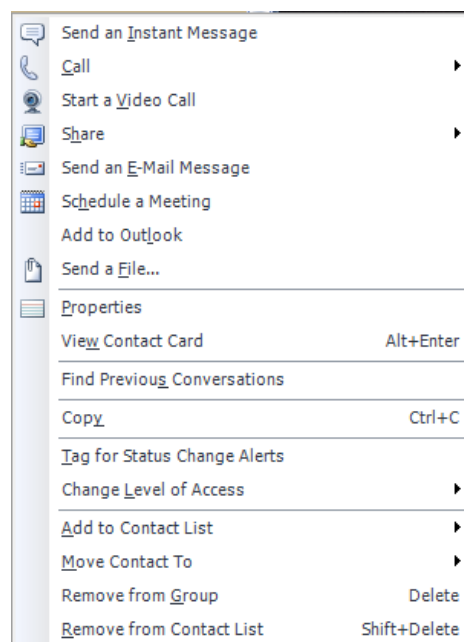 Send an Instant Message
Call
Start a Video Call
Share
Send an E-Mail Message
Schedule a Meeting
Add to Outlook
Send a File...
Properties
View Contact Card Alt+Enter
Find Previous Conversations
Copy Ctrl+C
Tag for Status Change Alerts
Change Level of Access
Add to Contact List
Move Contact To
Remove from Group Delete
Remove from Contact List Shift+Delete